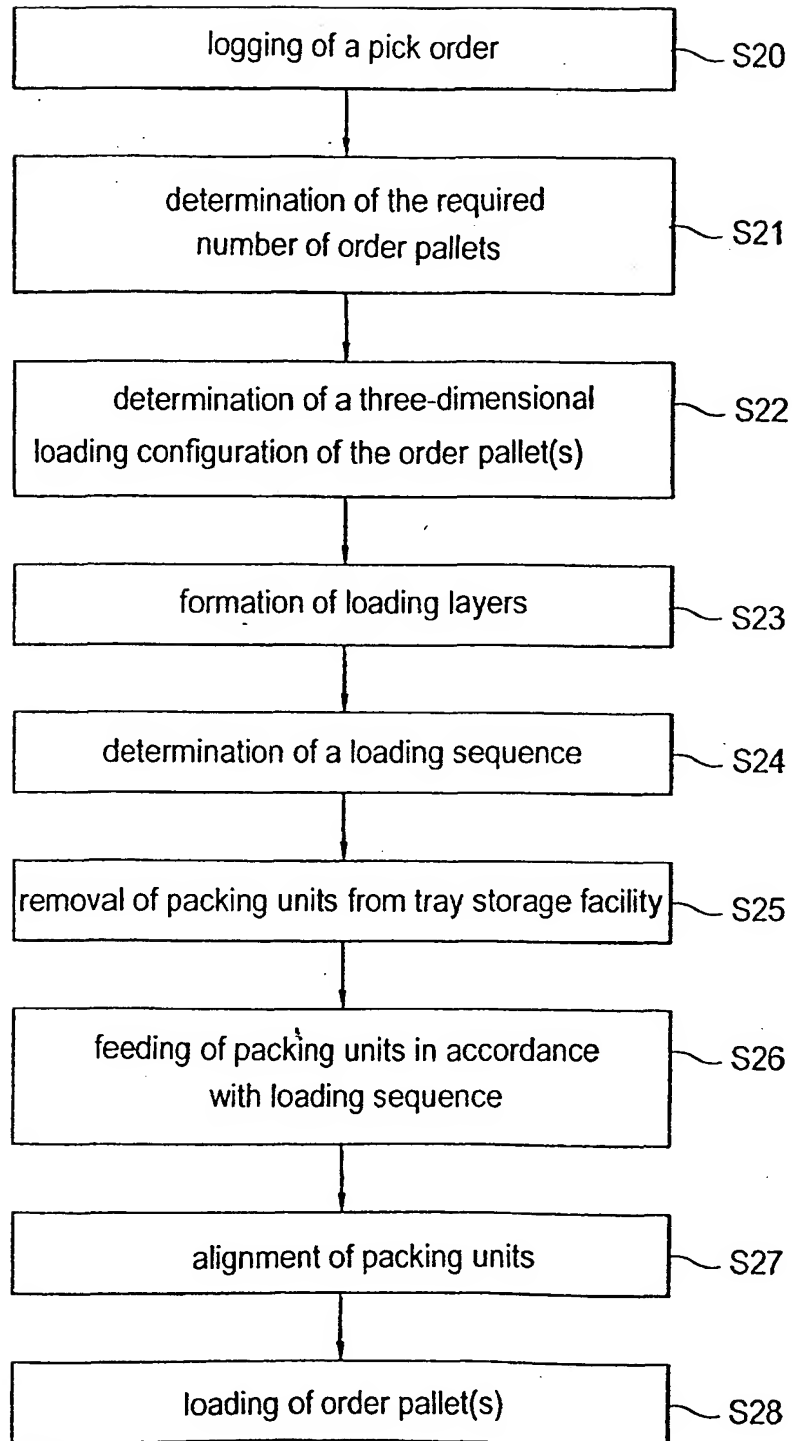 logging of a pick order
S20
determination of the required
number of order pallets
S21
determination of a three-dimensional
loading configuration of the order pallet(s)
S22
formation of loading layers
S23
determination of a loading sequence
S24
removal of packing units from tray storage facility
S25
feeding of packing units in accordance
with loading sequence
S26
alignment of packing units
S27
loading of order pallet(s)
S28